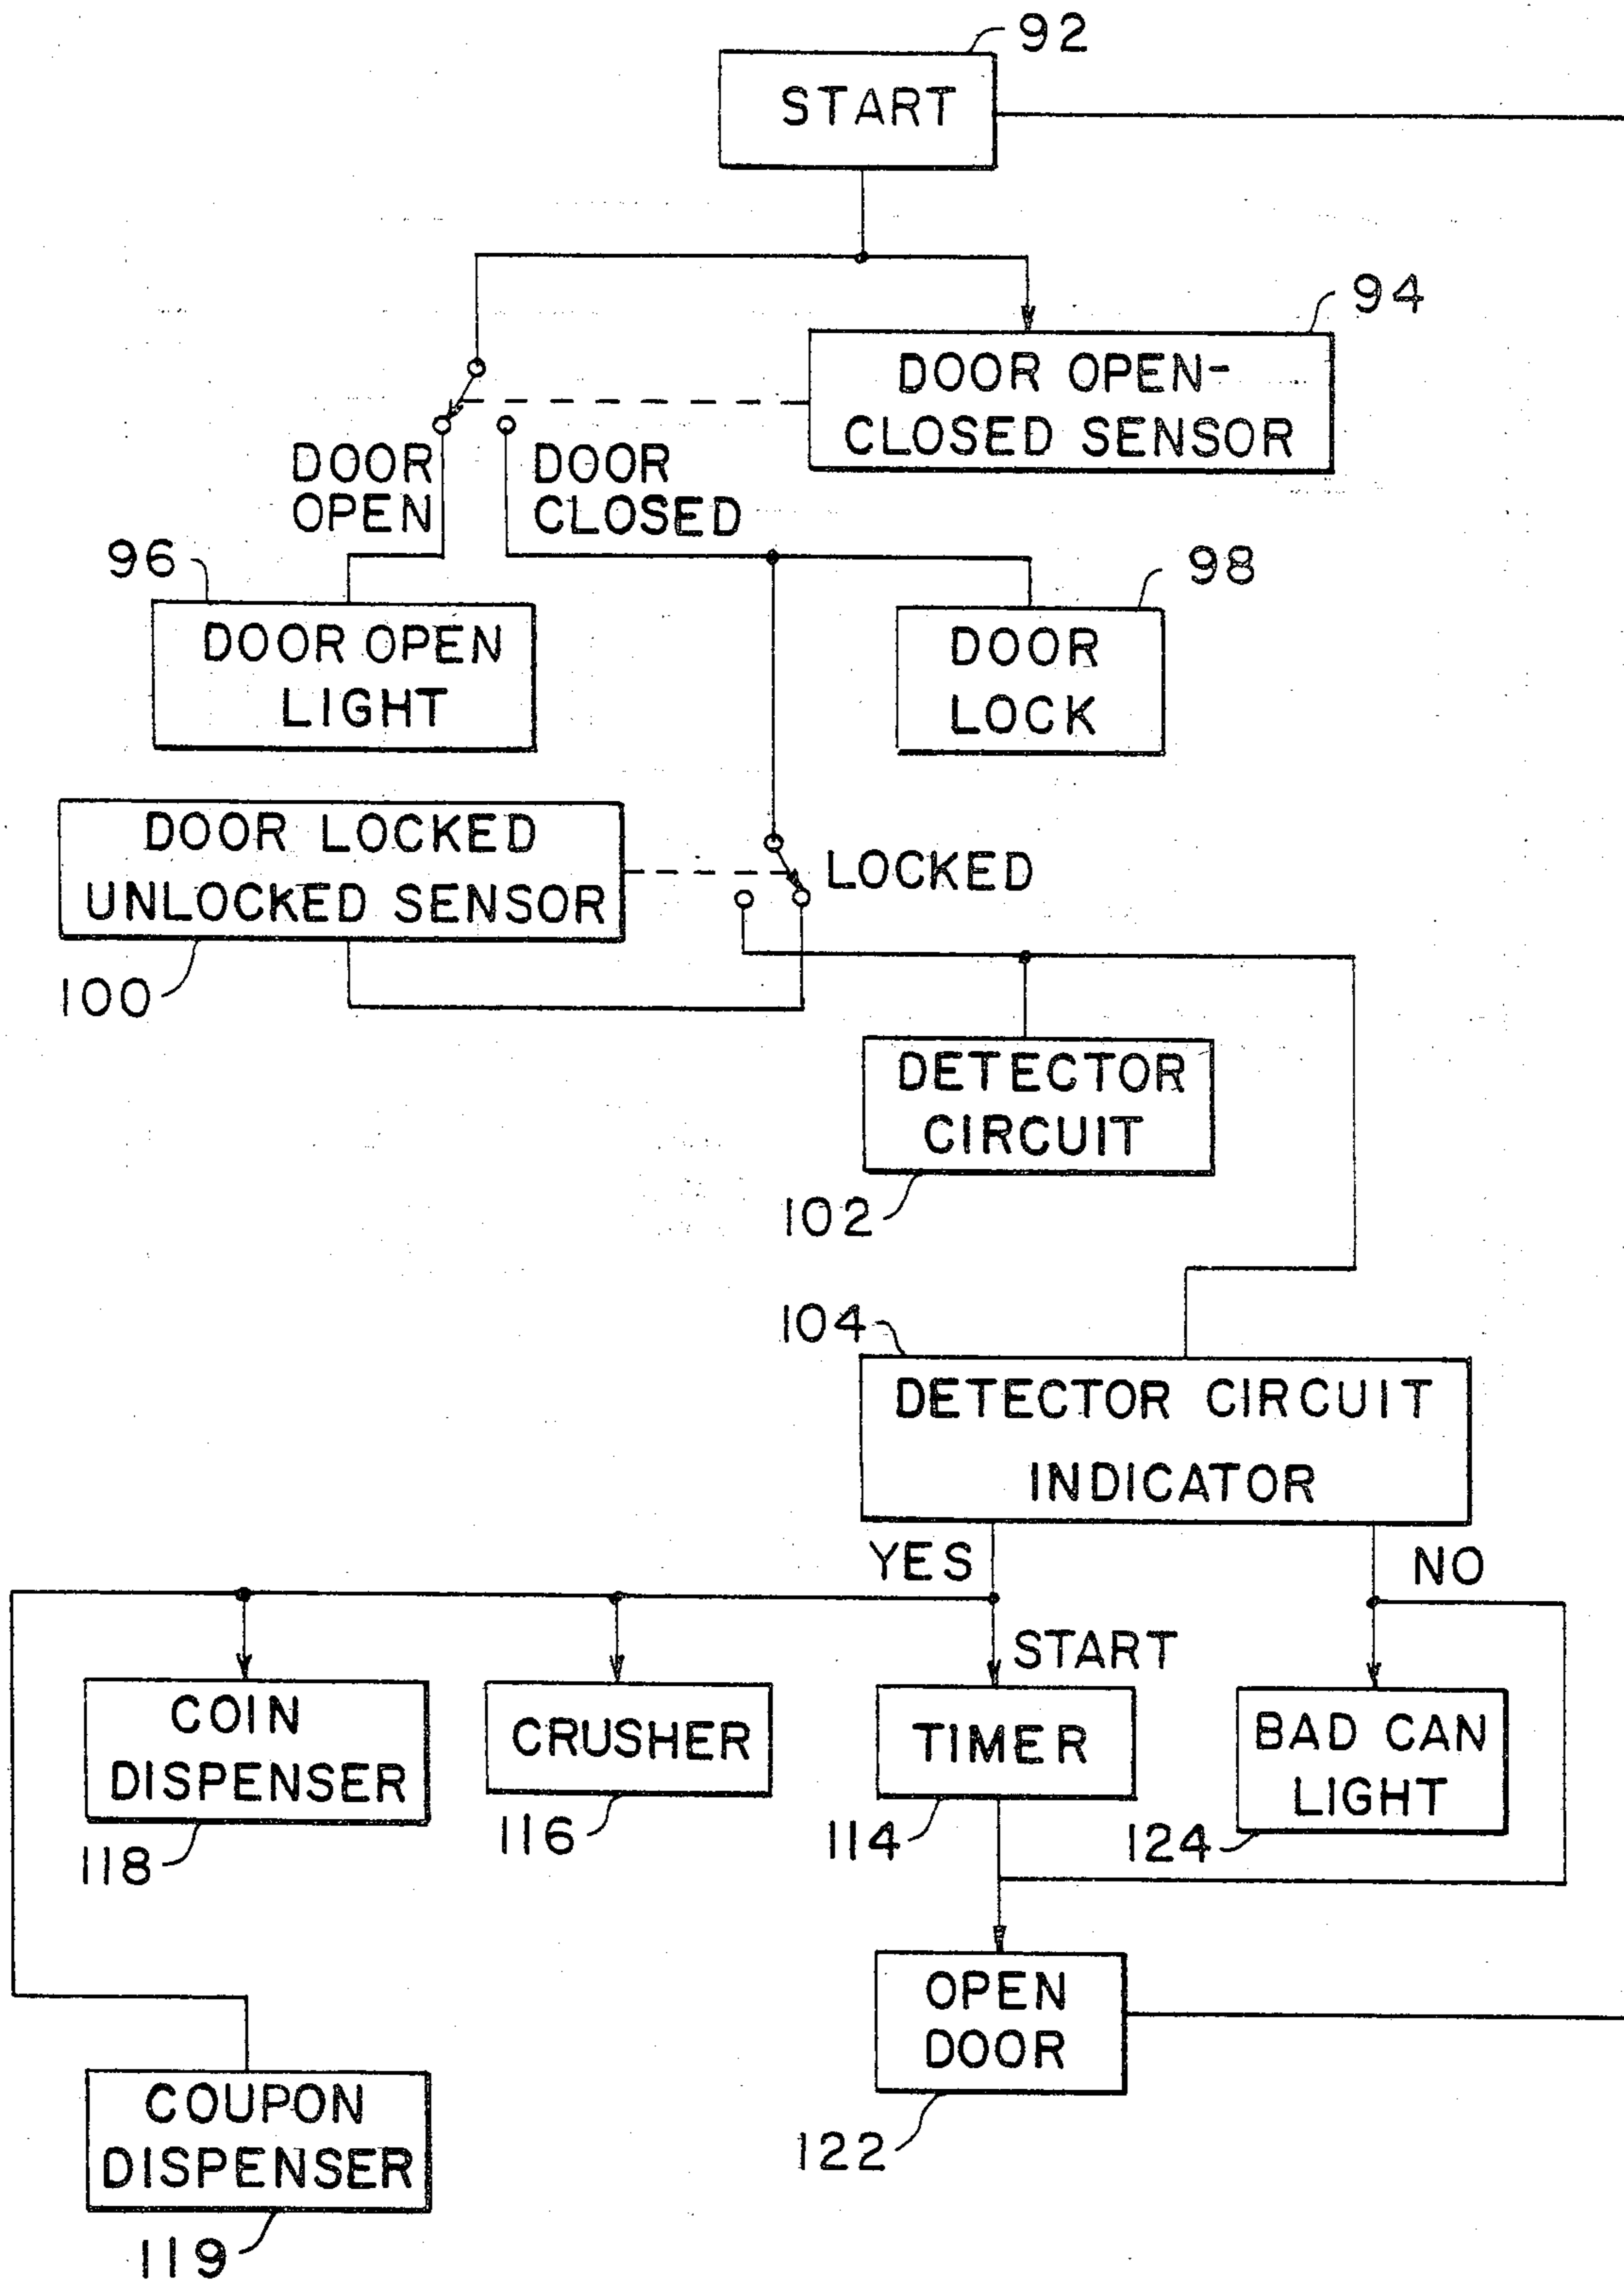 92
START
94
DOOR OPEN-
CLOSED SENSOR
DOOR
OPEN
DOOR
CLOSED
96
DOOR OPEN
LIGHT
98
DOOR
LOCK
DOOR LOCKED
UNLOCKED SENSOR
100
LOCKED
DETECTOR
CIRCUIT
102
104
DETECTOR CIRCUIT
INDICATOR
YES
NO
START
COIN
DISPENSER
118
CRUSHER
116
TIMER
114
BAD CAN
LIGHT
124
OPEN
DOOR
122
COUPON
DISPENSER
119